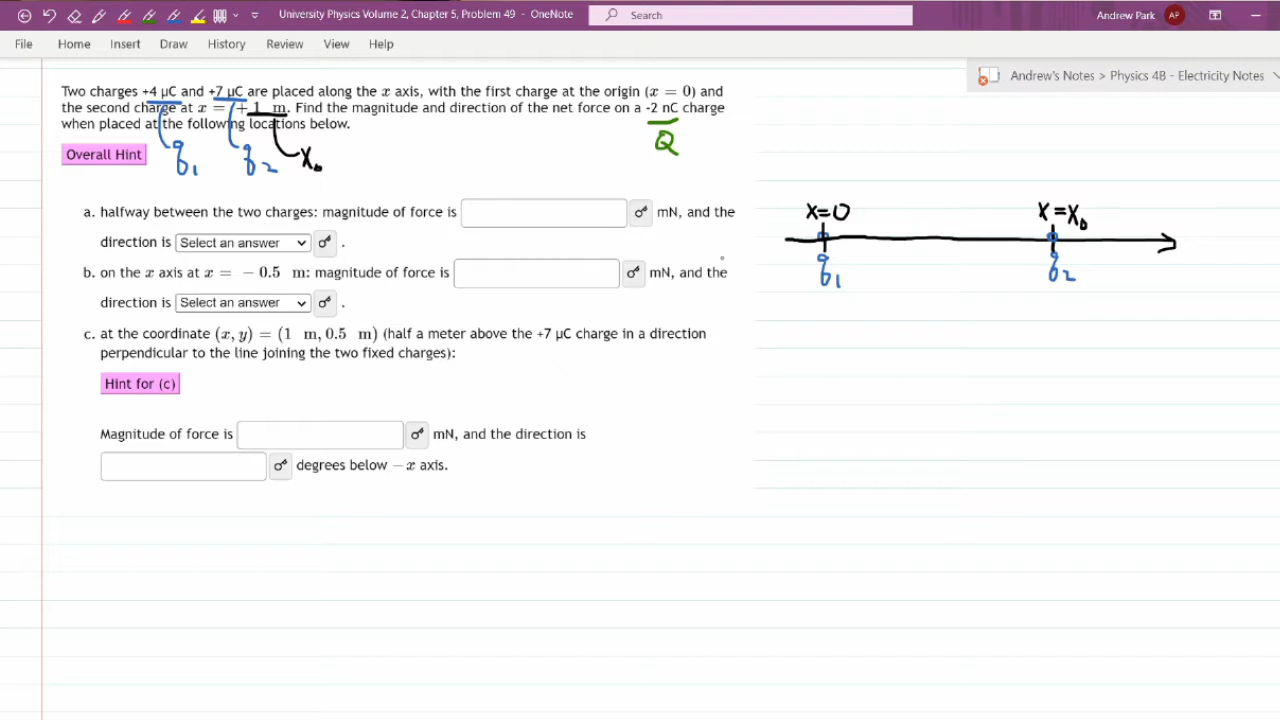 University Physics Volume 2, Chapter 5, Problem 49 - OneNote
Search
Andrew Park
AP
File Home Insert Draw History Review View Help
Andrew's Notes > Physics 4B - Electricity Notes
Two charges +4 μC and +7 μC are placed along the x axis, with the first charge at the origin (x = 0) and
the second charge at x = +1 m. Find the magnitude and direction of the net force on a -2 nC charge
when placed at the following locations below.
Q
Overall Hint
q₁ q₂ x₀
a. halfway between the two charges: magnitude of force is mN, and the
direction is Select an answer .
b. on the x axis at x = − 0.5 m: magnitude of force is mN, and the
direction is Select an answer .
c. at the coordinate (x, y) = (1 m, 0.5 m) (half a meter above the +7 μC charge in a direction
perpendicular to the line joining the two fixed charges):
Hint for (c)
Magnitude of force is mN, and the direction is
degrees below − x axis.
x=0 x=x₀
q₁ q₂